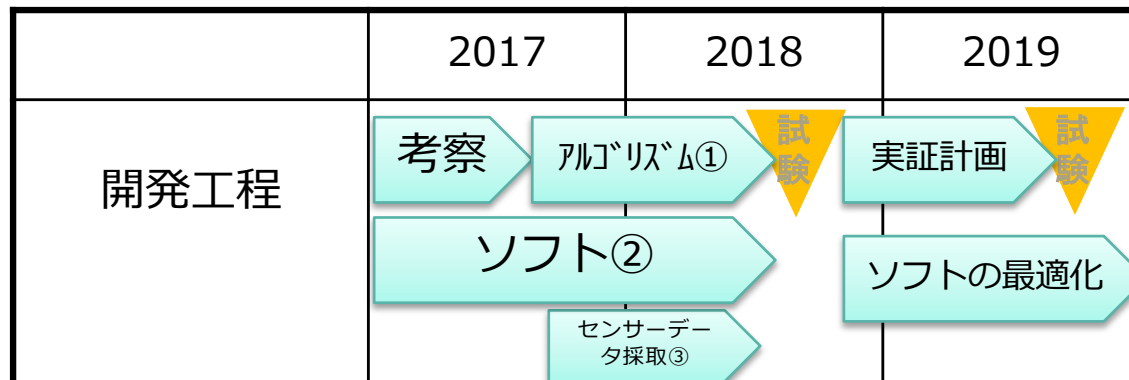 2017
2018
2019
開発工程
考察
ｱﾙｺﾞﾘｽﾞﾑ①
試
験
実証計画
試
験
ソフト②
ソフトの最適化
センサーデー
タ採取③